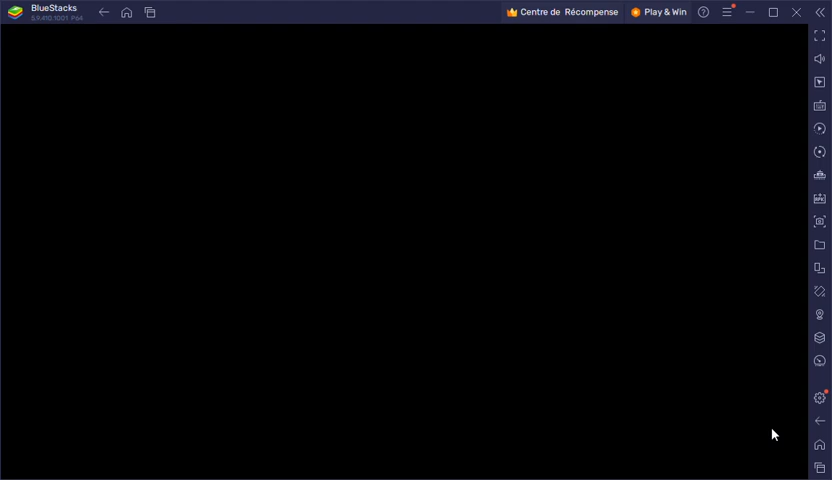 BlueStacks
5.9.410.1001 P64
Centre de Récompense
Play & Win